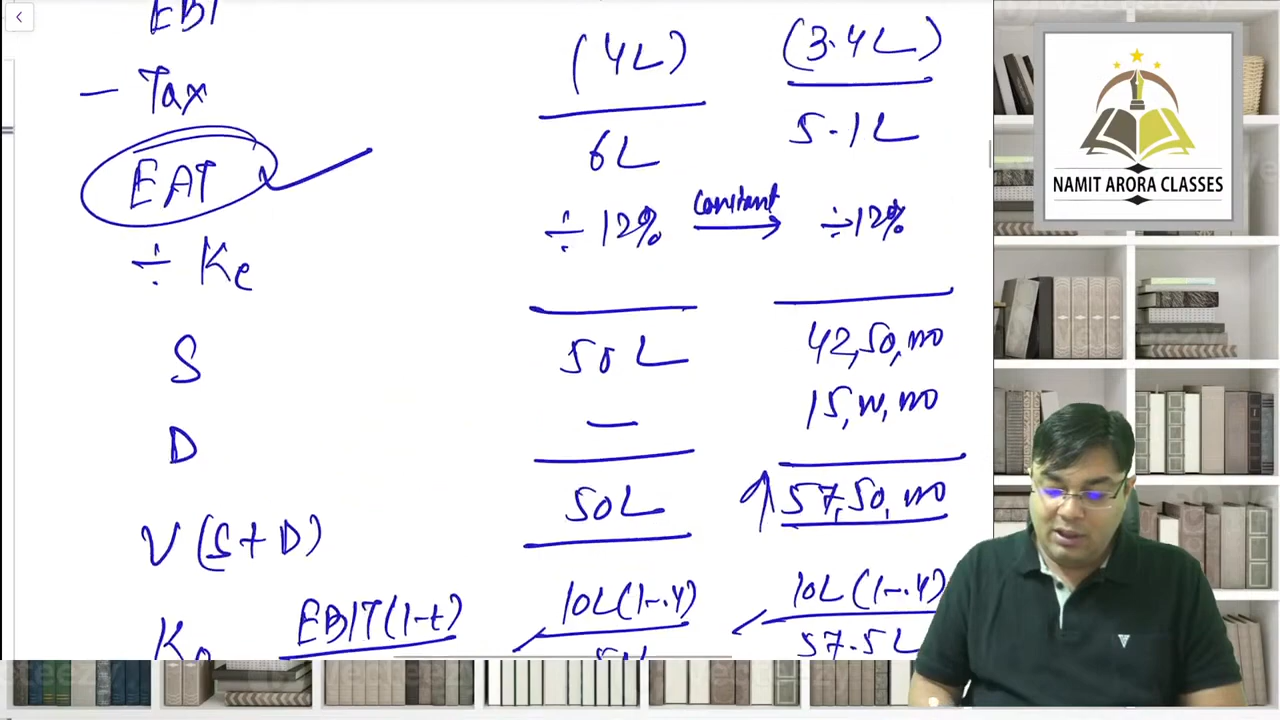 EBT
(4L) (3.4L)
- Tax
6L 5.1L
EAT
÷ 12% constant ÷12%
÷ Ke
S 50L 42,50,000
D — 15,00,000
V (S+D) 50L 57,50,000
Ko EBIT(1-t) 10L(1-.4) 10L(1-.4)
57.5L
NAMIT ARORA CLASSES